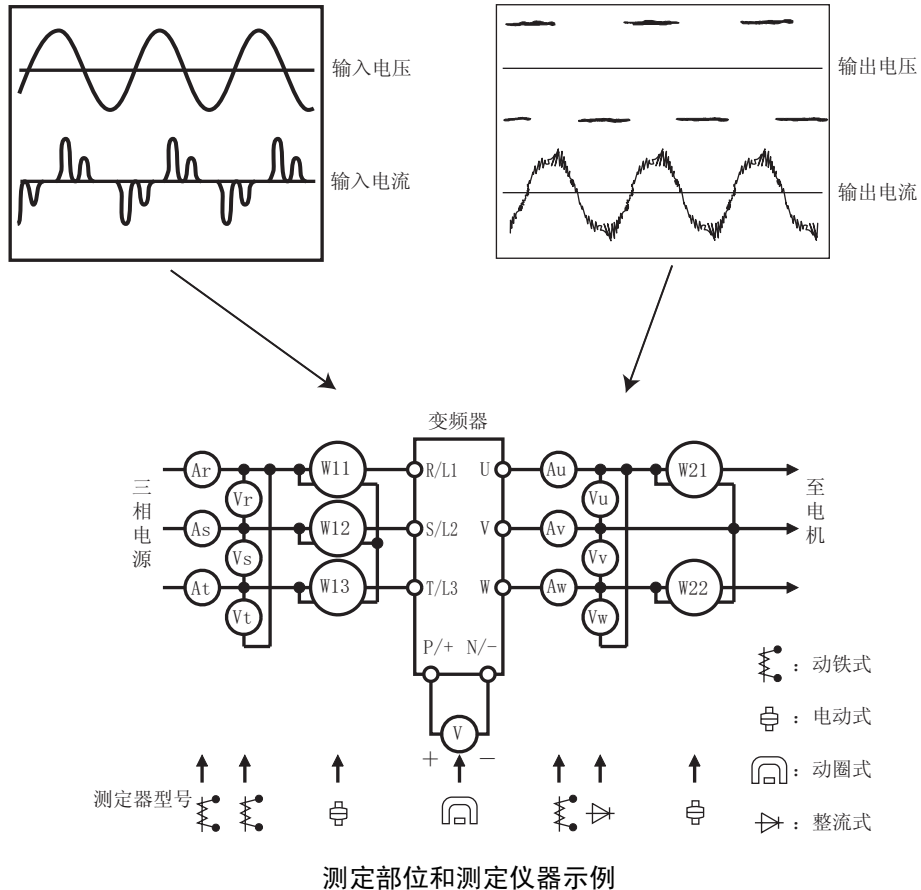 输入电压
输入电流
输出电压
输出电流
变频器
三相电源
Ar
As
At
Vr
Vs
Vt
W11
W12
W13
R/L1
S/L2
T/L3
U
V
W
P/+
N/-
V
+
−
Au
Av
Aw
Vu
Vv
Vw
W21
W22
至电机
：动铁式
：电动式
：动圈式
：整流式
测定器型号
测定部位和测定仪器示例